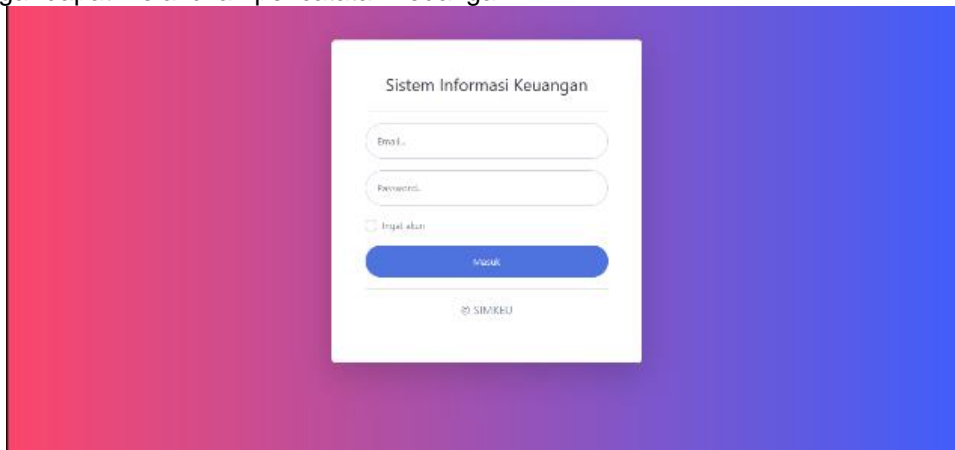 Sistem Informasi Keuangan
Email...
Password...
Ingat akun
Masuk
© SIMKEU